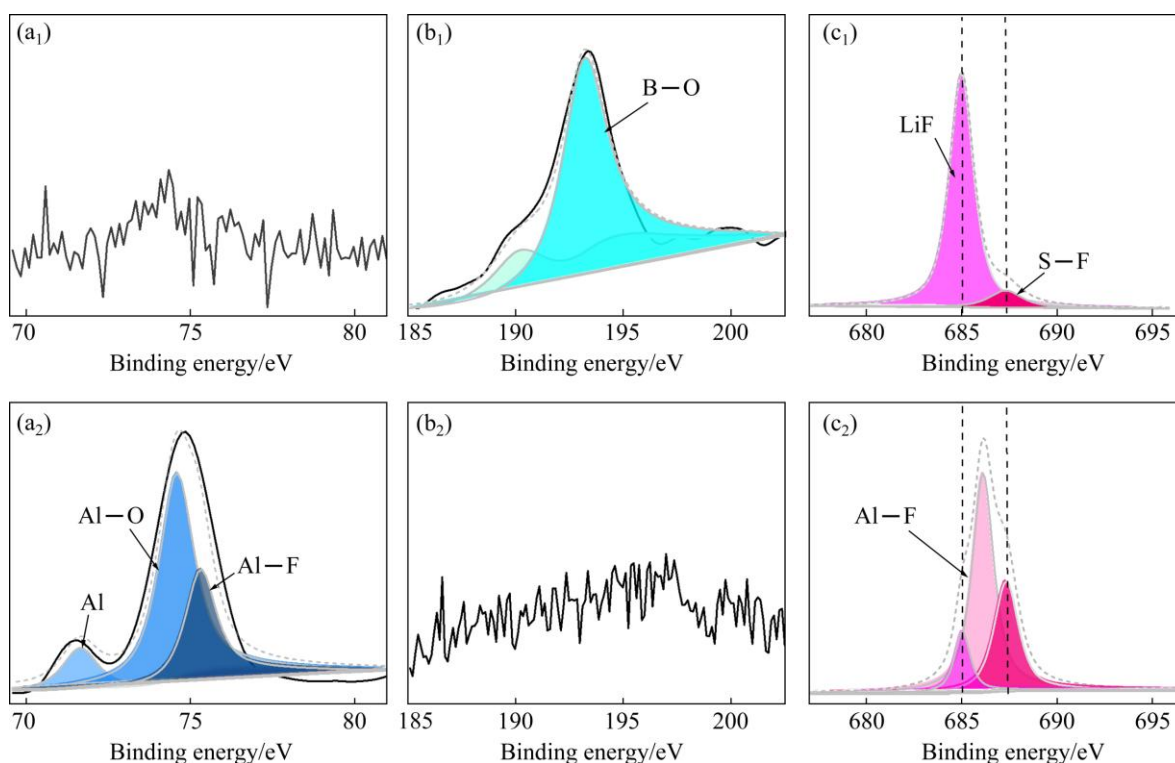 (a₁)
70 75 80
Binding energy/eV
(b₁)
B—O
185 190 195 200
Binding energy/eV
(c₁)
LiF
S—F
680 685 690 695
Binding energy/eV
(a₂)
Al—O
Al—F
Al
70 75 80
Binding energy/eV
(b₂)
185 190 195 200
Binding energy/eV
(c₂)
Al—F
680 685 690 695
Binding energy/eV